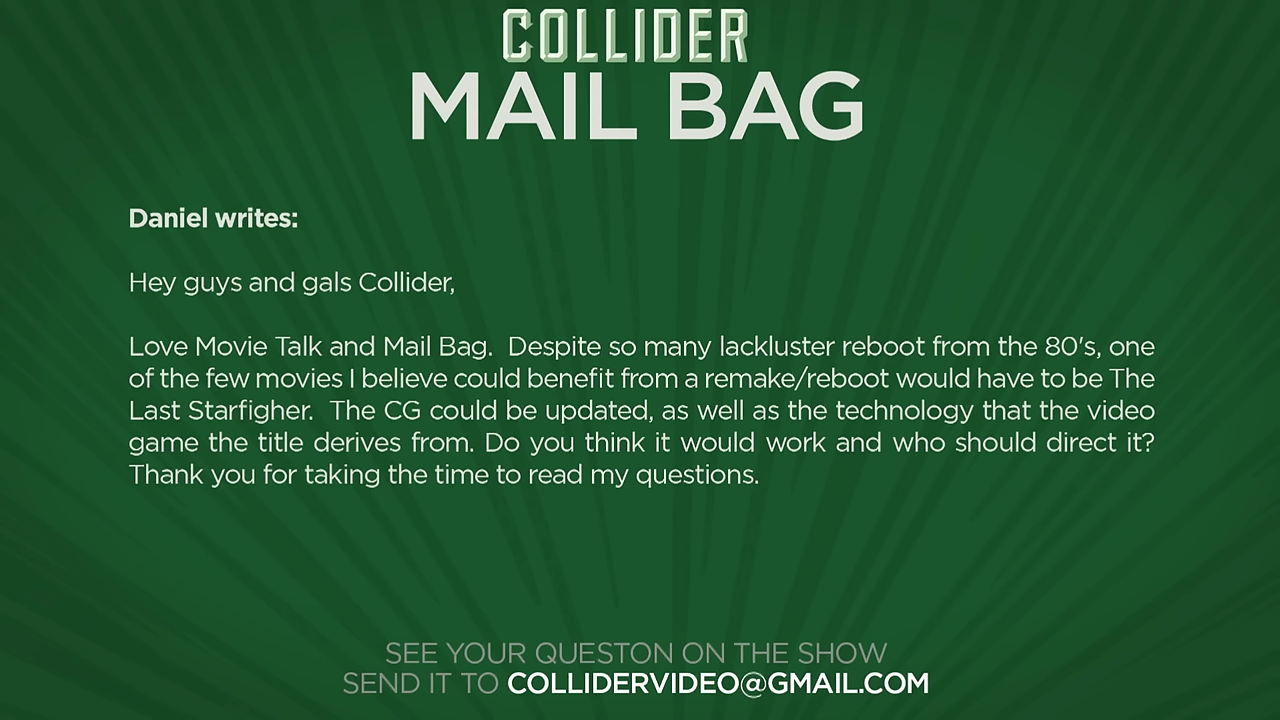 COLLIDER
MAIL BAG
Daniel writes:
Hey guys and gals Collider,
Love Movie Talk and Mail Bag.  Despite so many lackluster reboot from the 80's, one
of the few movies I believe could benefit from a remake/reboot would have to be The
Last Starfigher.  The CG could be updated, as well as the technology that the video
game the title derives from. Do you think it would work and who should direct it?
Thank you for taking the time to read my questions.
SEE YOUR QUESTON ON THE SHOW
SEND IT TO COLLIDERVIDEO@GMAIL.COM